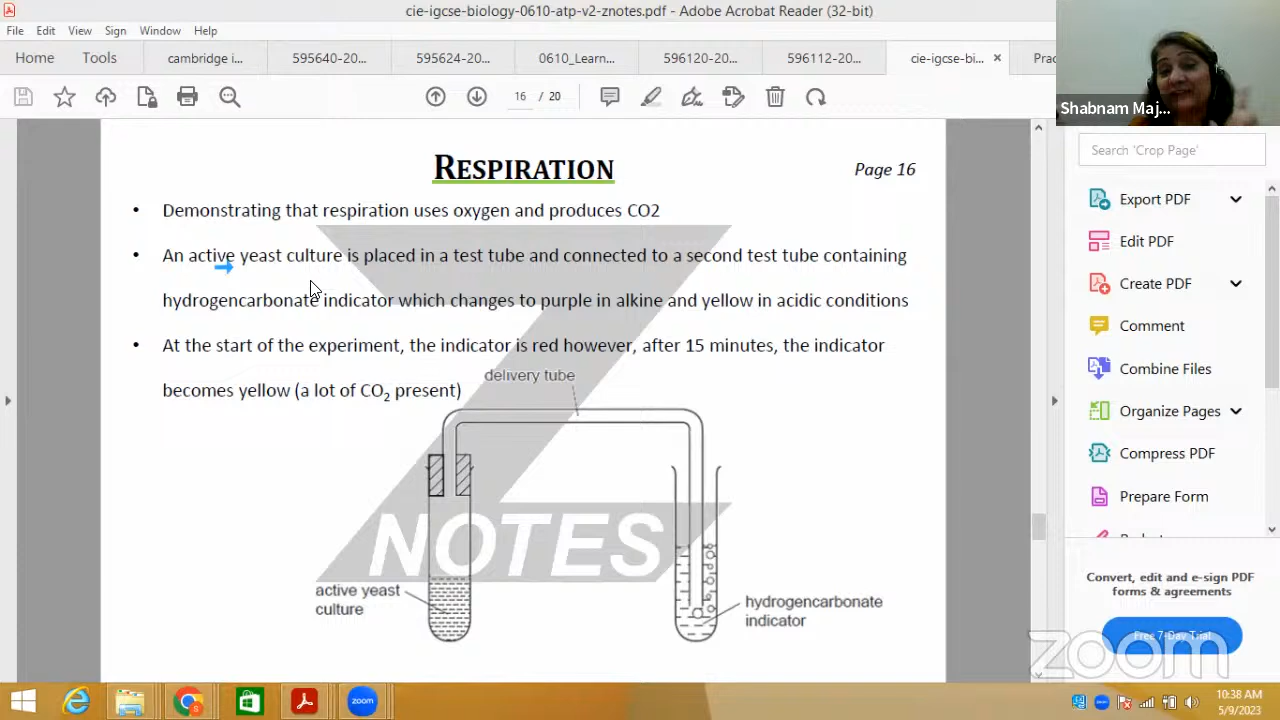 cie-igcse-biology-0610-atp-v2-znotes.pdf - Adobe Acrobat Reader (32-bit)
File Edit View Sign Window Help
Home Tools cambridge i... 595640-20... 595624-20... 0610_Learn... 596120-20... 596112-20... cie-igcse-bi... × Prac
16 / 20
Shabnam Maj...
RESPIRATION
Page 16
• Demonstrating that respiration uses oxygen and produces CO2
• An active yeast culture is placed in a test tube and connected to a second test tube containing
hydrogencarbonate indicator which changes to purple in alkine and yellow in acidic conditions
• At the start of the experiment, the indicator is red however, after 15 minutes, the indicator
becomes yellow (a lot of CO₂ present)
delivery tube
NOTES
active yeast
culture
hydrogencarbonate
indicator
Search 'Crop Page'
Export PDF
Edit PDF
Create PDF
Comment
Combine Files
Organize Pages
Compress PDF
Prepare Form
Convert, edit and e-sign PDF
forms & agreements
Free 7-Day Trial
zoom
zoom
10:38 AM
5/9/2023